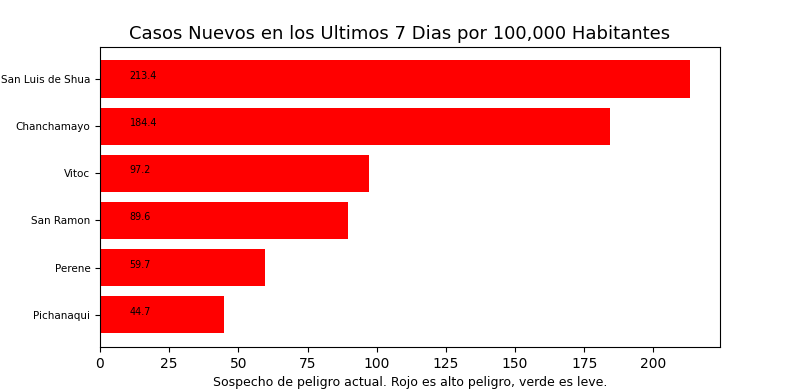 Casos Nuevos en los Ultimos 7 Dias por 100,000 Habitantes
San Luis de Shua 213.4
Chanchamayo 184.4
Vitoc 97.2
San Ramon 89.6
Perene 59.7
Pichanaqui 44.7
0 25 50 75 100 125 150 175 200
Sospecho de peligro actual. Rojo es alto peligro, verde es leve.